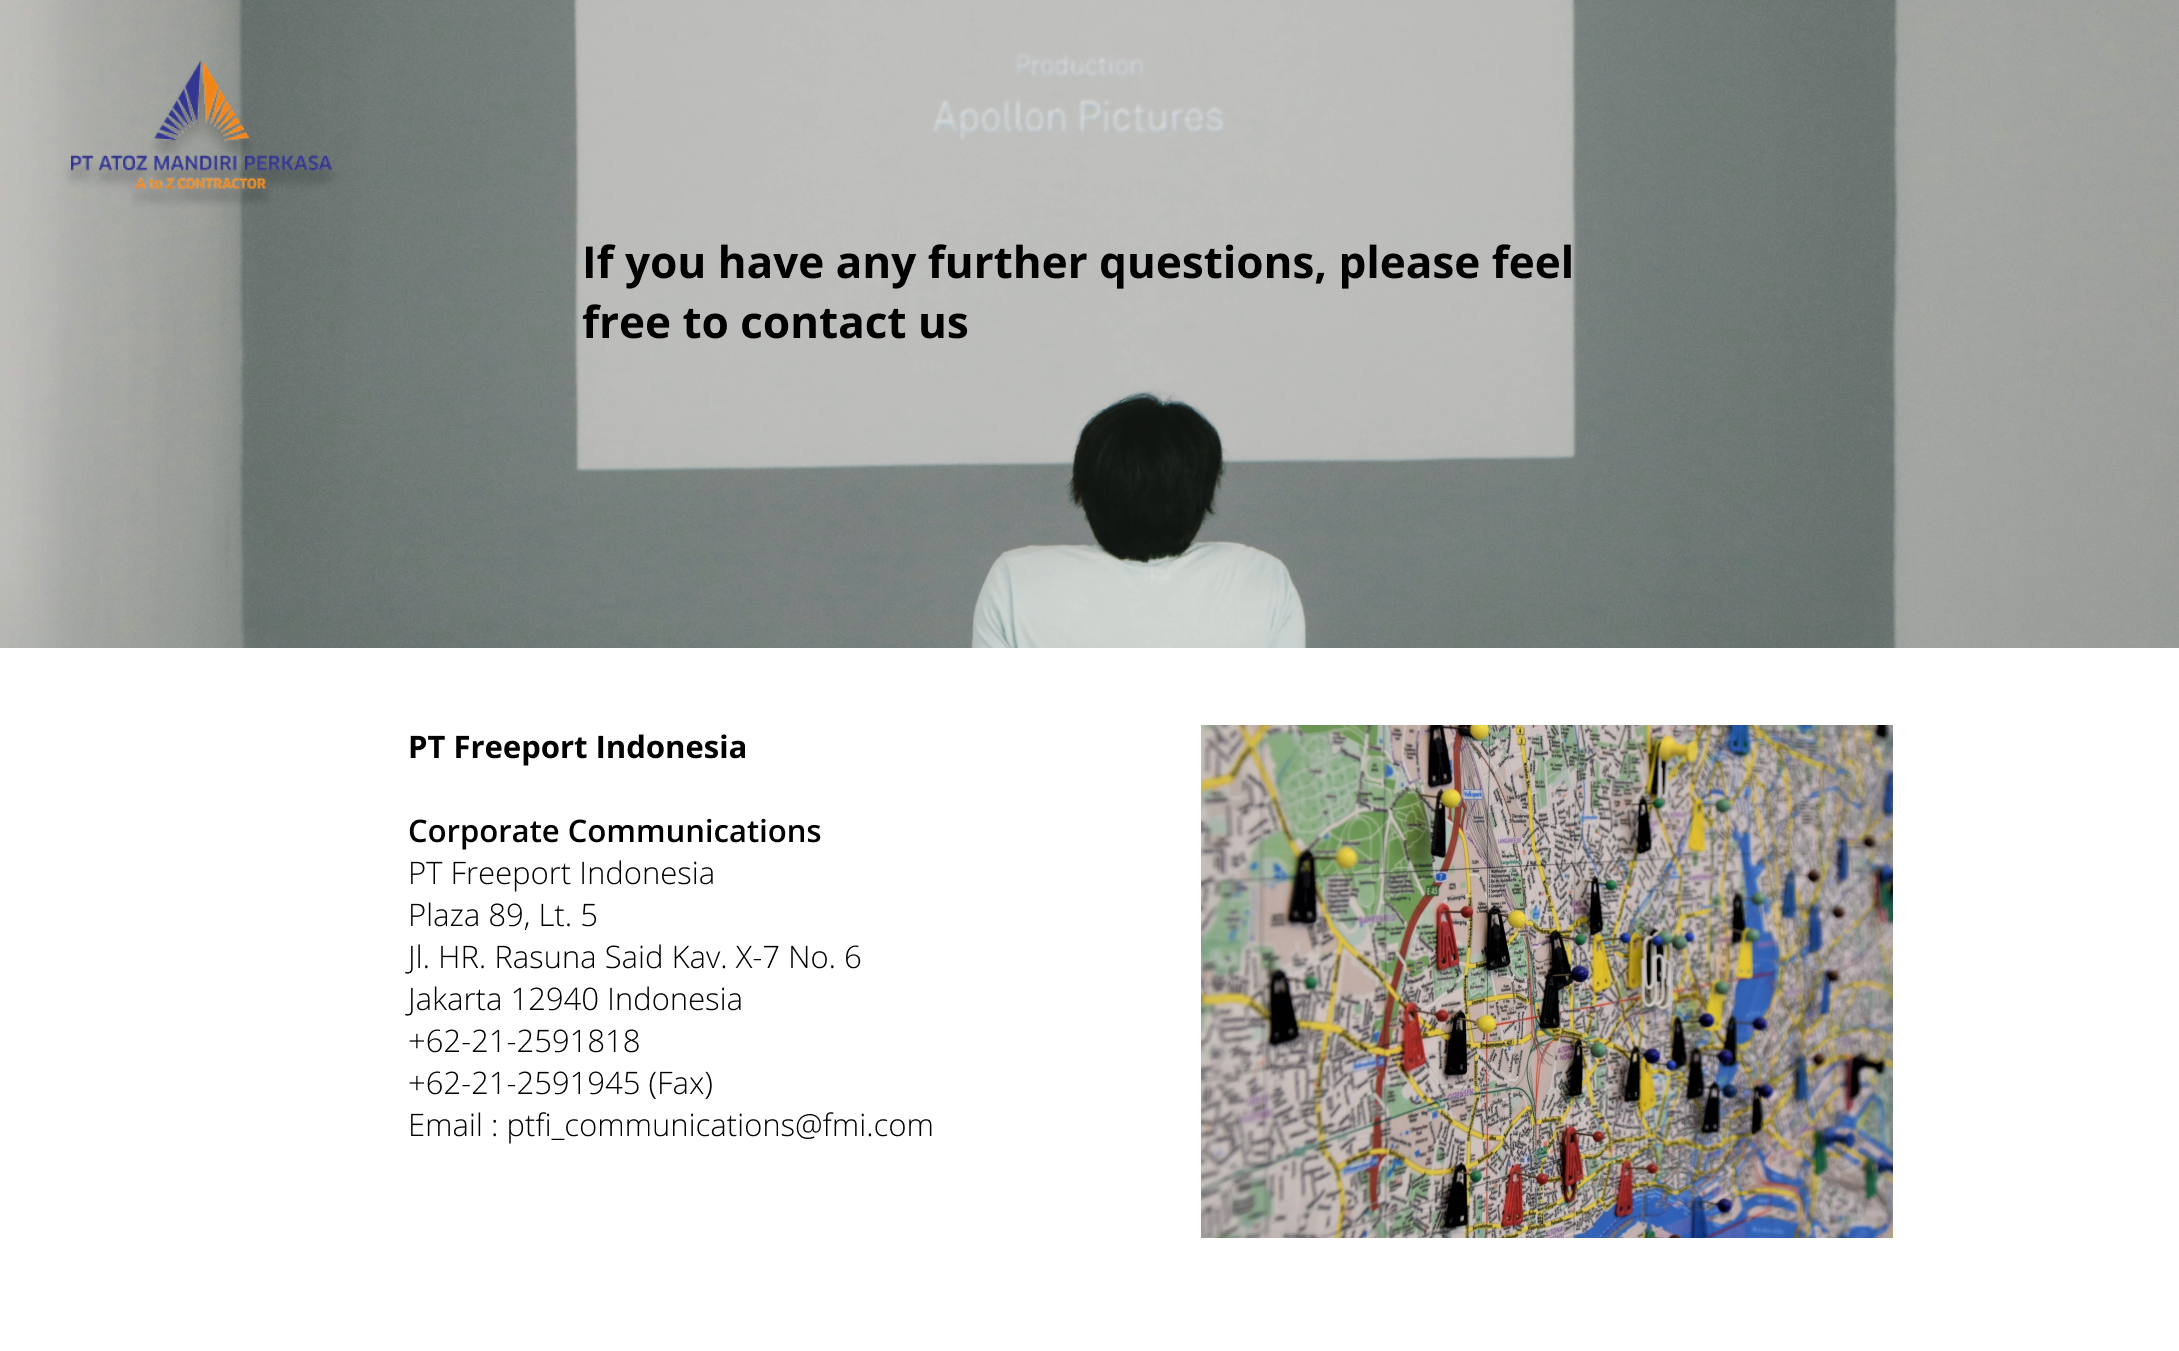 Production
Apollon Pictures
PT ATOZ MANDIRI PERKASA
A to Z CONTRACTOR
If you have any further questions, please feel
free to contact us
PT Freeport Indonesia
Corporate Communications
PT Freeport Indonesia
Plaza 89, Lt. 5
Jl. HR. Rasuna Said Kav. X-7 No. 6
Jakarta 12940 Indonesia
+62-21-2591818
+62-21-2591945 (Fax)
Email : ptfi_communications@fmi.com